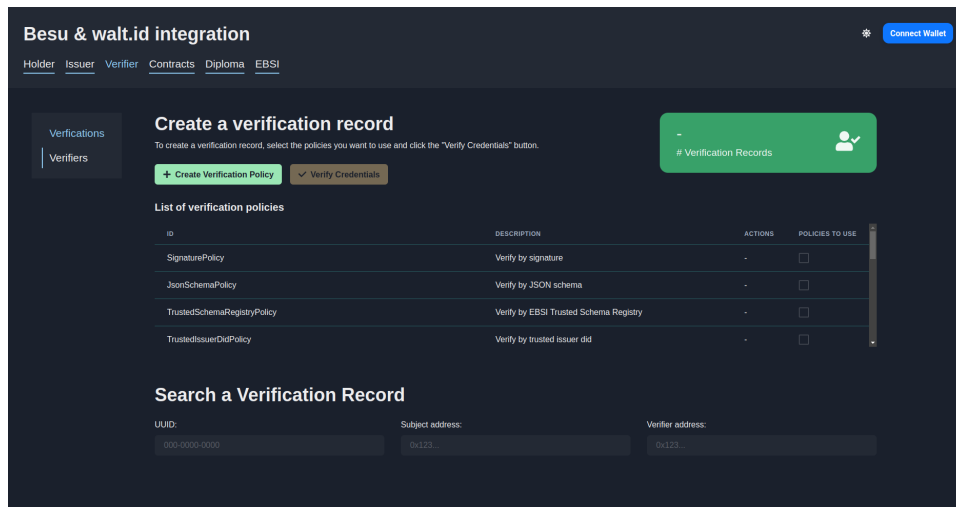 Besu & walt.id integration
Connect Wallet
Holder Issuer Verifier Contracts Diploma EBSI
Verfications
Verifiers
Create a verification record
To create a verification record, select the policies you want to use and click the "Verify Credentials" button.
+ Create Verification Policy
Verify Credentials
-
# Verification Records
List of verification policies
ID DESCRIPTION ACTIONS POLICIES TO USE
SignaturePolicy Verify by signature -
JsonSchemaPolicy Verify by JSON schema -
TrustedSchemaRegistryPolicy Verify by EBSI Trusted Schema Registry -
TrustedIssuerDidPolicy Verify by trusted issuer did -
Search a Verification Record
UUID: Subject address: Verifier address:
000-0000-0000 0x123... 0x123...